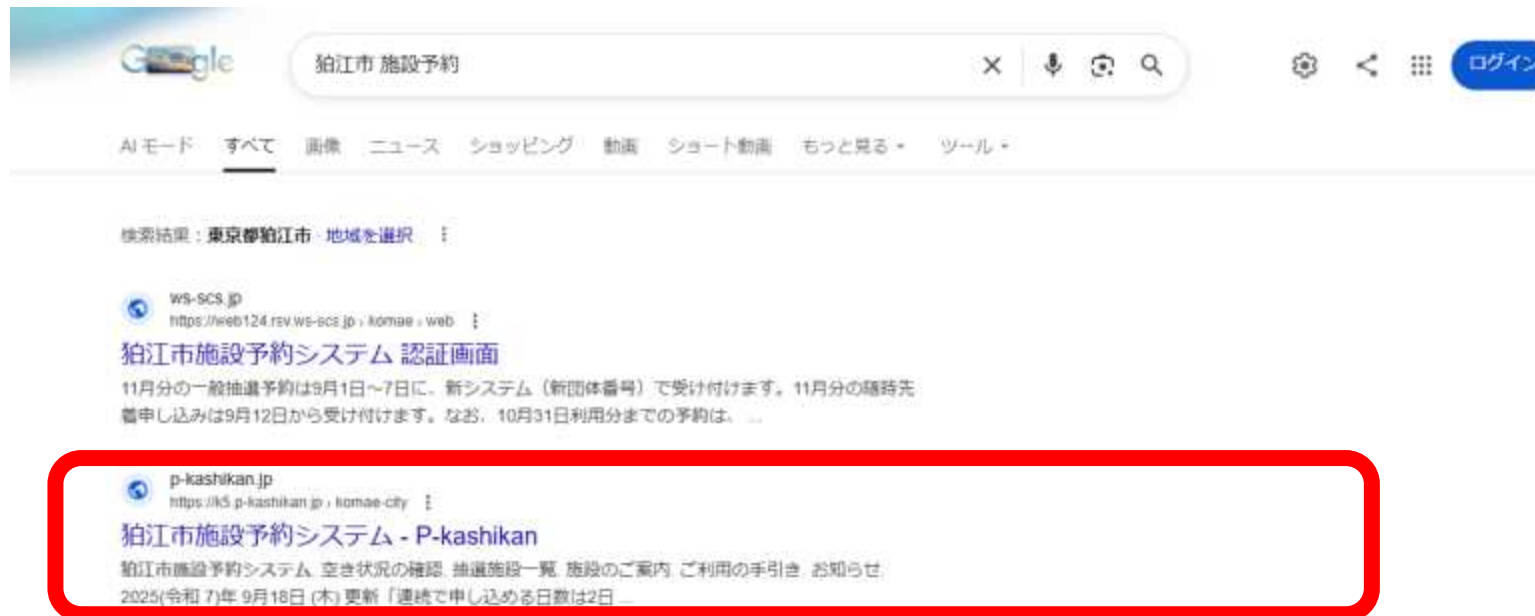 Google
狛江市 施設予約
ログイン
AI モード すべて 画像 ニュース ショッピング 動画 ショート動画 もっと見る ツール
検索結果:東京都狛江市 · 地域を選択
ws-scs.jp
https://web124.rsv.ws-scs.jp › komae › web
狛江市施設予約システム 認証画面
11月分の一般抽選予約は9月1日~7日に、新システム(新団体番号)で受け付けます。11月分の随時先
着申し込みは9月12日から受け付けます。なお、10月31日利用分までの予約は、 ...
p-kashikan.jp
https://k5.p-kashikan.jp › komae-city
狛江市施設予約システム - P-kashikan
狛江市施設予約システム. 空き状況の確認. 抽選施設一覧. 施設のご案内. ご利用の手引き. お知らせ.
2025(令和 7)年 9月18日 (木) 更新「連続で申し込める日数は2日 ...